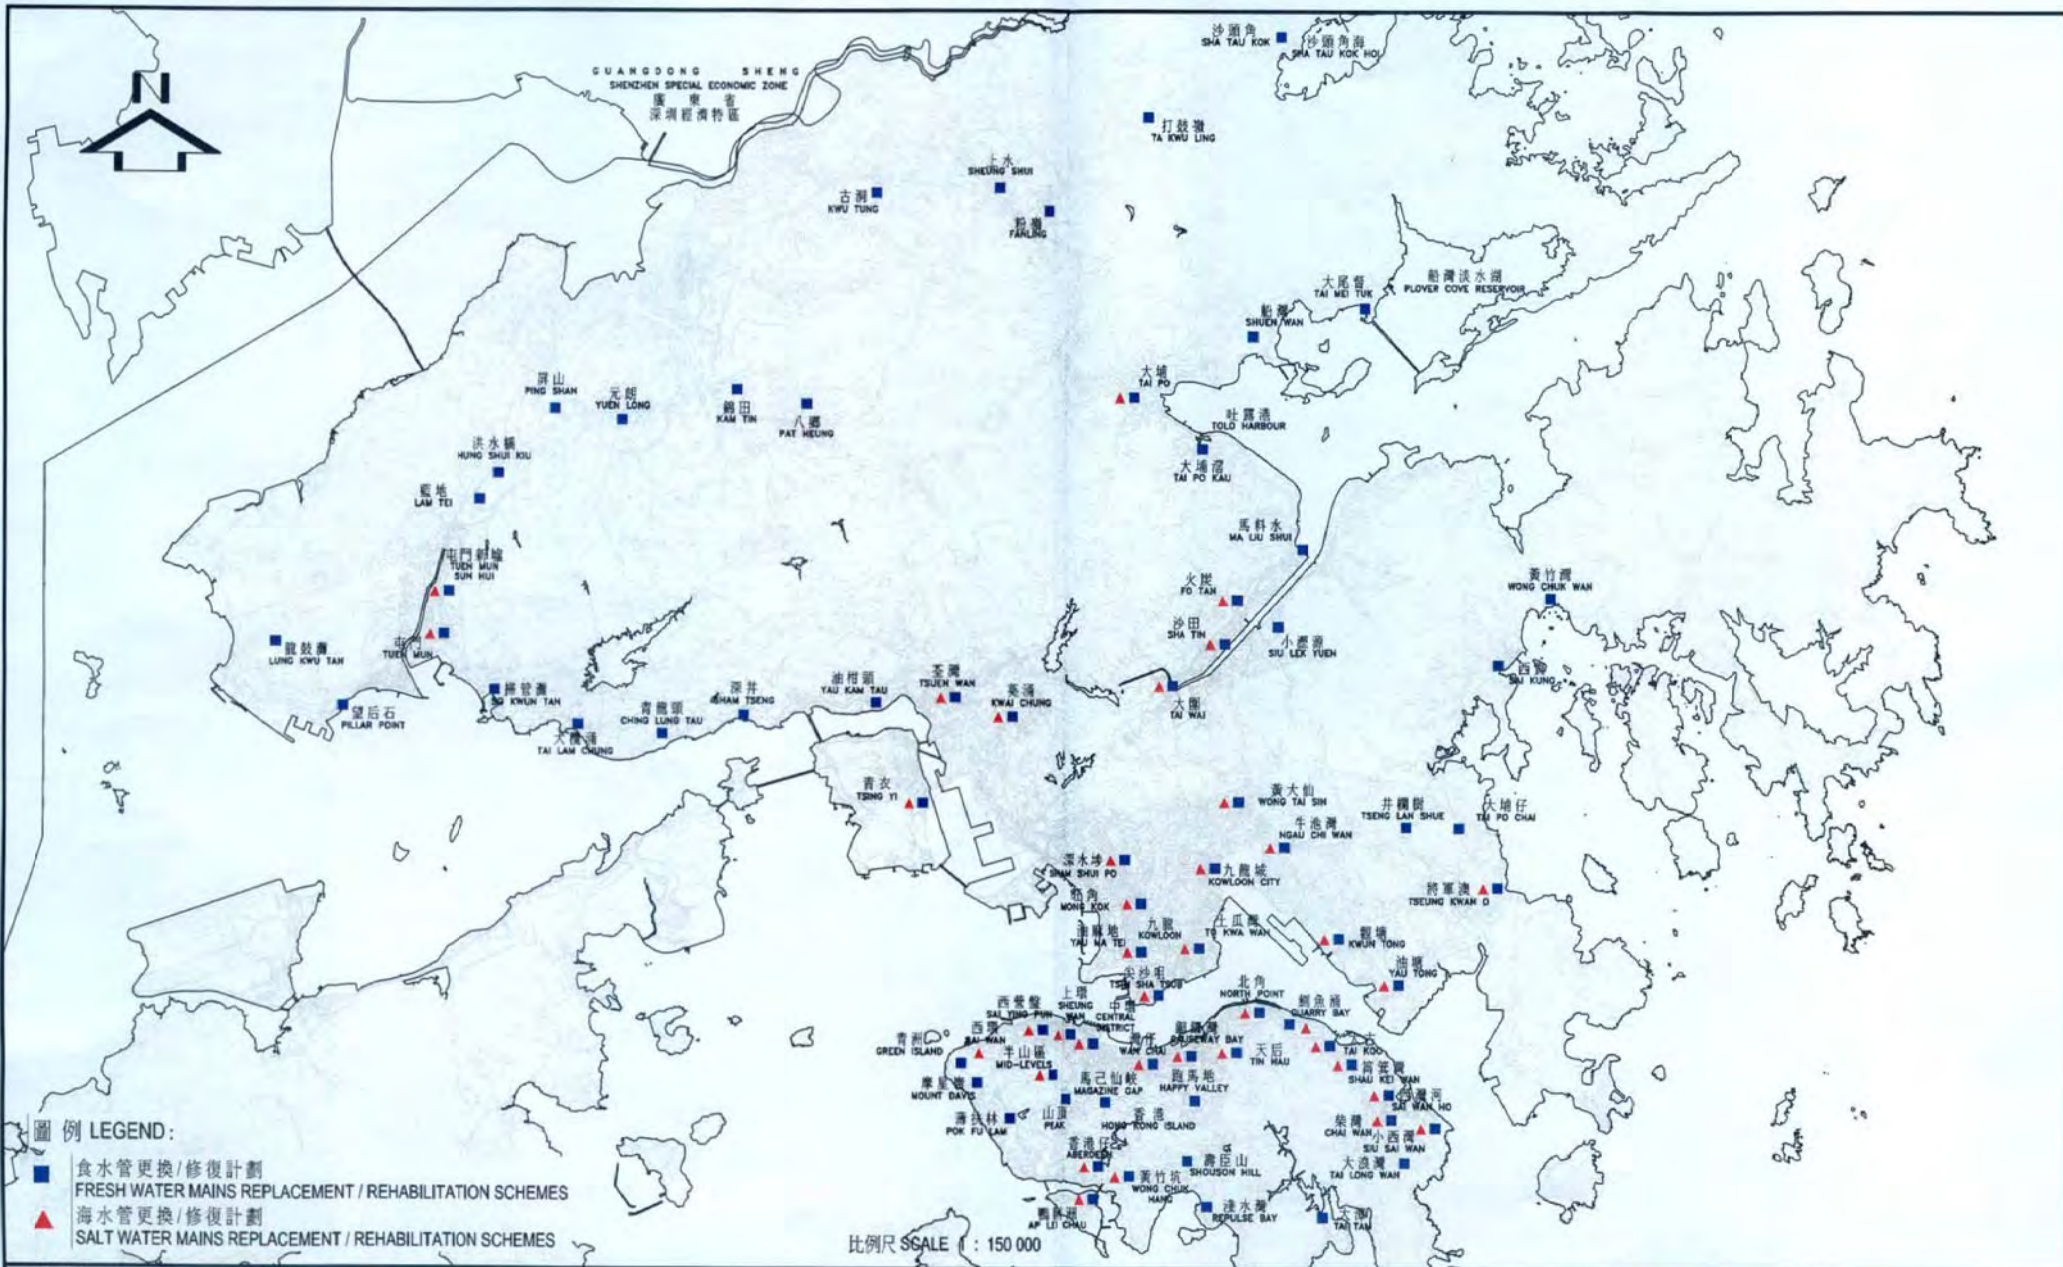 N
GUANGDONG SHENG
SHENZHEN SPECIAL ECONOMIC ZONE
廣東省
深圳經濟特區
沙頭角
SHA TAU KOK
沙頭角海
SHA TAU KOK HOI
打鼓嶺
TA KWU LING
上水
SHEUNG SHUI
古洞
KWU TUNG
粉嶺
FANLING
大尾督
TAI MEI TUK
船灣淡水湖
PLOVER COVE RESERVOIR
船灣
SHUEN WAN
屏山
PING SHAN
元朗
YUEN LONG
錦田
KAM TIN
八鄉
PAT HEUNG
大埔
TAI PO
吐露港
TOLO HARBOUR
洪水橋
HUNG SHUI KIU
大埔滘
TAI PO KAU
藍地
LAM TEI
馬料水
MA LIU SHUI
屯門新墟
TUEN MUN
SUN HUI
火炭
FO TAN
黃竹灣
WONG CHUK WAN
龍鼓灘
LUNG KWU TAN
屯門
TUEN MUN
沙田
SHA TIN
小瀝源
SIU LEK YUEN
西貢
SAI KUNG
望后石
PILLAR POINT
掃管灘
SO KWUN TAN
大欖涌
TAI LAM CHUNG
青龍頭
CHING LUNG TAU
深井
SHAM TSENG
油柑頭
YAU KAM TAU
荃灣
TSUEN WAN
葵涌
KWAI CHUNG
大圍
TAI WAI
青衣
TSING YI
黃大仙
WONG TAI SIN
井欄樹
TSENG LAN SHUE
大埔仔
TAI PO CHAI
牛池灣
NGAU CHI WAN
深水埗
SHAM SHUI PO
九龍城
KOWLOON CITY
將軍澳
TSEUNG KWAN O
旺角
MONG KOK
油麻地
YAU MA TEI
九龍
KOWLOON
土瓜灣
TO KWA WAN
觀塘
KWUN TONG
油塘
YAU TONG
尖沙咀
TSIM SHA TSUI
北角
NORTH POINT
鰂魚涌
QUARRY BAY
西營盤
SAI YING PUN
上環
SHEUNG
WAN
中環
CENTRAL
DISTRICT
青洲
GREEN ISLAND
西環
SAI WAN
半山區
MID-LEVELS
灣仔
WAN CHAI
銅鑼灣
CAUSEWAY BAY
天后
TIN HAU
太古
TAI KOO
筲箕灣
SHAU KEI WAN
摩星嶺
MOUNT DAVIS
馬己仙峽
MAGAZINE GAP
跑馬地
HAPPY VALLEY
西灣河
SAI WAN HO
薄扶林
POK FU LAM
山頂
PEAK
香港
HONG KONG ISLAND
柴灣
CHAI WAN
小西灣
SIU SAI WAN
香港仔
ABERDEEN
壽臣山
SHOUSON HILL
大浪灣
TAI LONG WAN
黃竹坑
WONG CHUK
HANG
鴨脷洲
AP LEI CHAU
淺水灣
REPULSE BAY
大潭
TAI TAM
圖例 LEGEND:
食水管更換/修復計劃
FRESH WATER MAINS REPLACEMENT / REHABILITATION SCHEMES
海水管更換/修復計劃
SALT WATER MAINS REPLACEMENT / REHABILITATION SCHEMES
比例尺 SCALE 1 : 150 000